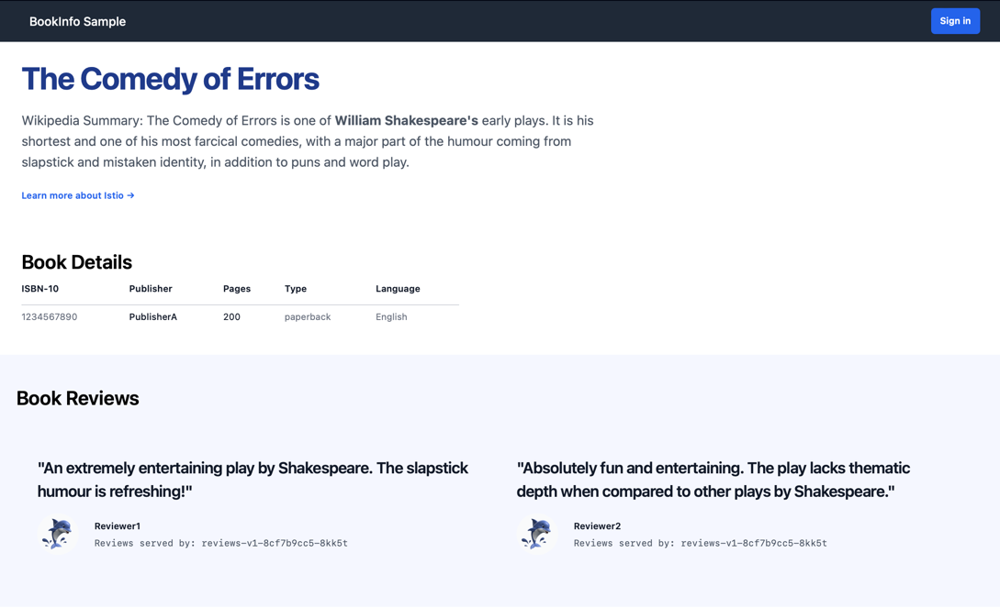 BookInfo Sample
Sign in
The Comedy of Errors
Wikipedia Summary: The Comedy of Errors is one of William Shakespeare's early plays. It is his
shortest and one of his most farcical comedies, with a major part of the humour coming from
slapstick and mistaken identity, in addition to puns and word play.
Learn more about Istio →
Book Details
ISBN-10 Publisher Pages Type Language
1234567890 PublisherA 200 paperback English
Book Reviews
"An extremely entertaining play by Shakespeare. The slapstick
humour is refreshing!"
Reviewer1
Reviews served by: reviews-v1-8cf7b9cc5-8kk5t
"Absolutely fun and entertaining. The play lacks thematic
depth when compared to other plays by Shakespeare."
Reviewer2
Reviews served by: reviews-v1-8cf7b9cc5-8kk5t